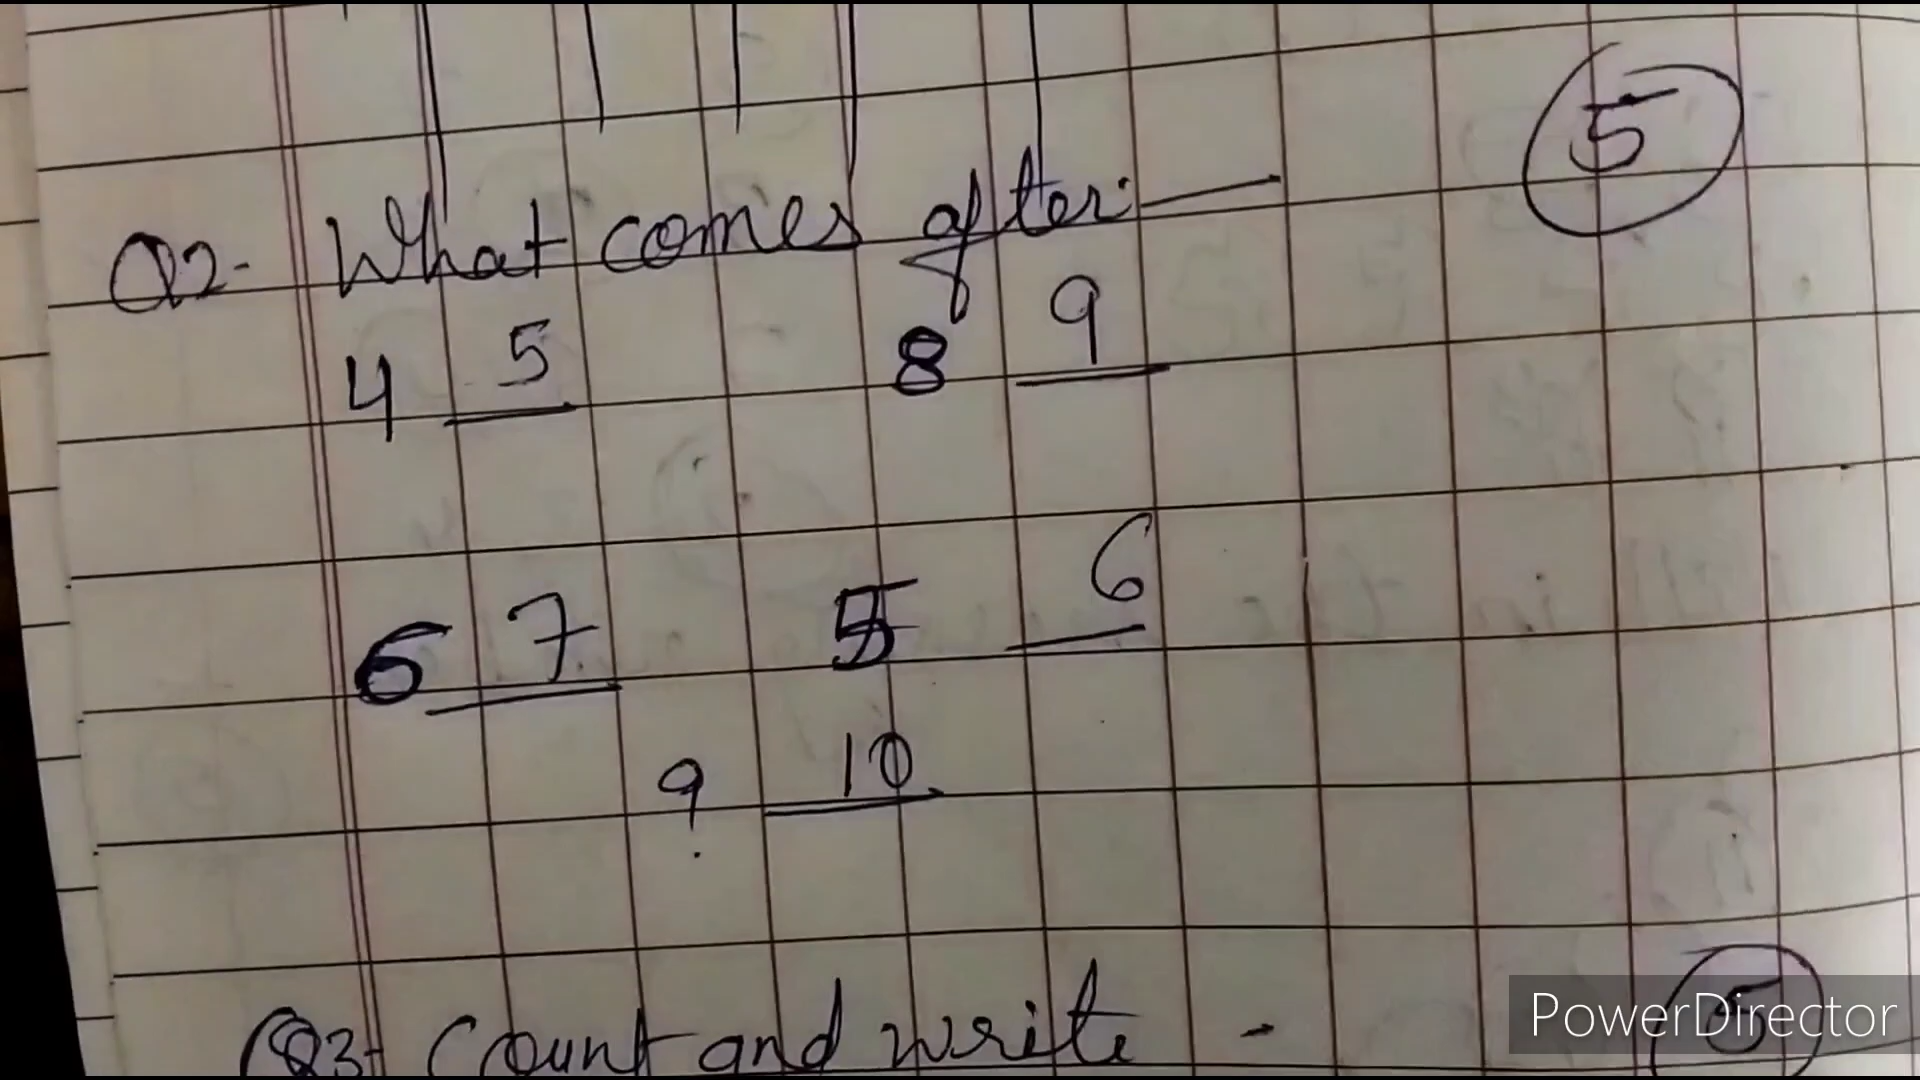 Q2- What comes after:— 5
4 5 8 9
6 7 5 6
9 10
Q3- Count and write - 5
PowerDirector